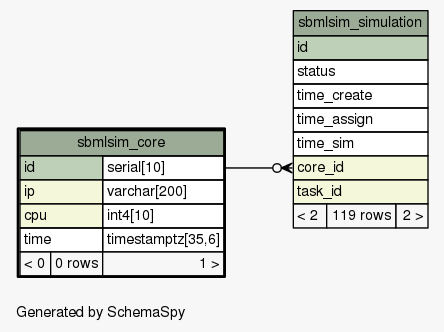 sbmlsim_simulation
id
status
time_create
time_assign
time_sim
core_id
task_id
< 2 119 rows 2 >
sbmlsim_core
id serial[10]
ip varchar[200]
cpu int4[10]
time timestamptz[35,6]
< 0 0 rows 1 >
Generated by SchemaSpy